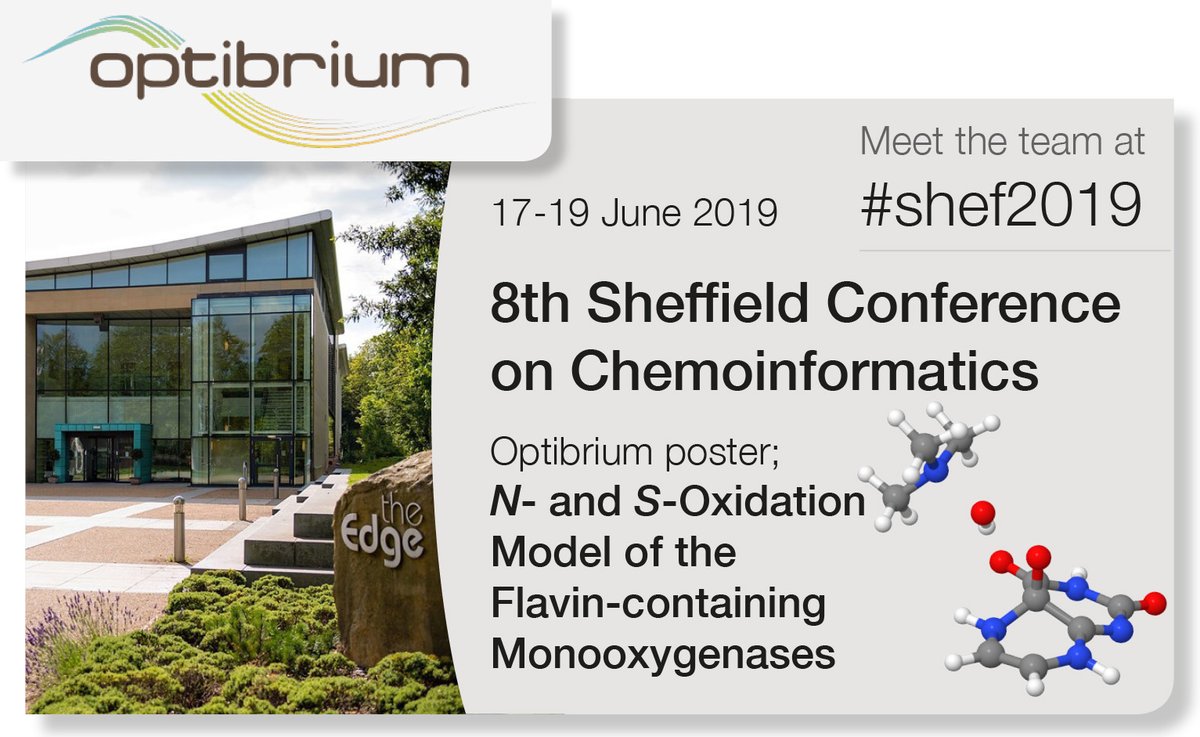 optibrium
Meet the team at
#shef2019
17-19 June 2019
8th Sheffield Conference
on Chemoinformatics
Optibrium poster;
N- and S-Oxidation
Model of the
Flavin-containing
Monooxygenases
the
Edge